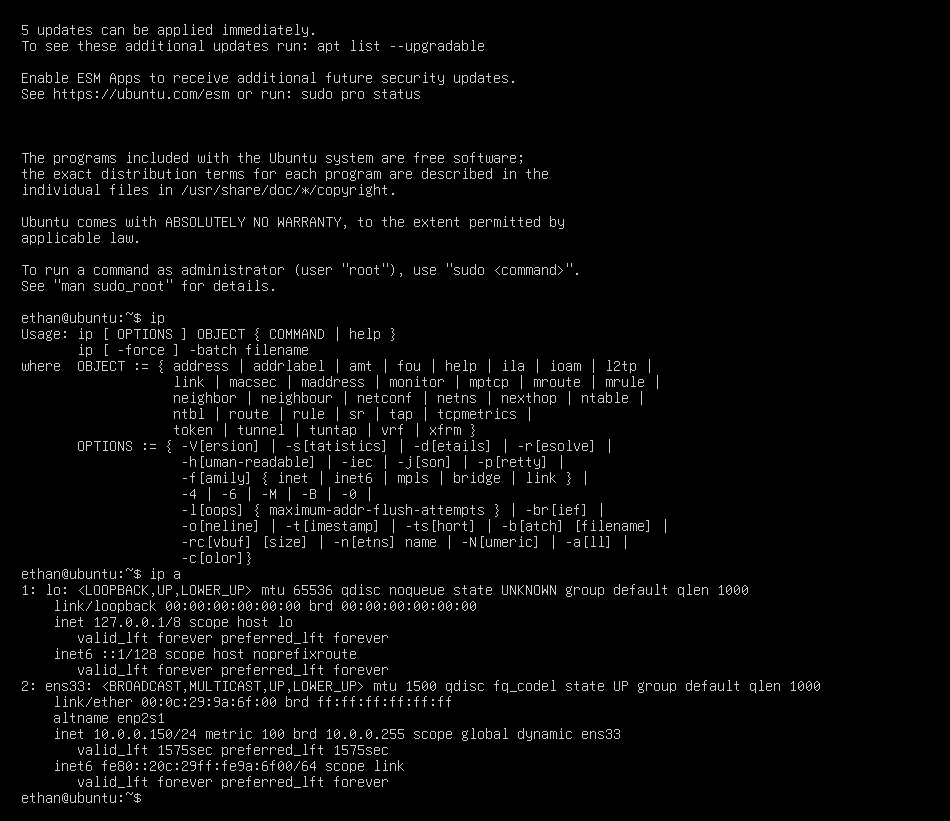 5 updates can be applied immediately.
To see these additional updates run: apt list --upgradable
Enable ESM Apps to receive additional future security updates.
See https://ubuntu.com/esm or run: sudo pro status
The programs included with the Ubuntu system are free software;
the exact distribution terms for each program are described in the
individual files in /usr/share/doc/*/copyright.
Ubuntu comes with ABSOLUTELY NO WARRANTY, to the extent permitted by
applicable law.
To run a command as administrator (user "root"), use "sudo <command>".
See "man sudo_root" for details.
ethan@ubuntu:~$ ip
Usage: ip [ OPTIONS ] OBJECT { COMMAND | help }
       ip [ -force ] -batch filename
where  OBJECT := { address | addrlabel | amt | fou | help | ila | ioam | l2tp |
                   link | macsec | maddress | monitor | mptcp | mroute | mrule |
                   neighbor | neighbour | netconf | netns | nexthop | ntable |
                   ntbl | route | rule | sr | tap | tcpmetrics |
                   token | tunnel | tuntap | vrf | xfrm }
       OPTIONS := { -V[ersion] | -s[tatistics] | -d[etails] | -r[esolve] |
                    -h[uman-readable] | -iec | -j[son] | -p[retty] |
                    -f[amily] { inet | inet6 | mpls | bridge | link } |
                    -4 | -6 | -M | -B | -0 |
                    -l[oops] { maximum-addr-flush-attempts } | -br[ief] |
                    -o[neline] | -t[imestamp] | -ts[hort] | -b[atch] [filename] |
                    -rc[vbuf] [size] | -n[etns] name | -N[umeric] | -a[ll] |
                    -c[olor]}
ethan@ubuntu:~$ ip a
1: lo: <LOOPBACK,UP,LOWER_UP> mtu 65536 qdisc noqueue state UNKNOWN group default qlen 1000
    link/loopback 00:00:00:00:00:00 brd 00:00:00:00:00:00
    inet 127.0.0.1/8 scope host lo
       valid_lft forever preferred_lft forever
    inet6 ::1/128 scope host noprefixroute
       valid_lft forever preferred_lft forever
2: ens33: <BROADCAST,MULTICAST,UP,LOWER_UP> mtu 1500 qdisc fq_codel state UP group default qlen 1000
    link/ether 00:0c:29:9a:6f:00 brd ff:ff:ff:ff:ff:ff
    altname enp2s1
    inet 10.0.0.150/24 metric 100 brd 10.0.0.255 scope global dynamic ens33
       valid_lft 1575sec preferred_lft 1575sec
    inet6 fe80::20c:29ff:fe9a:6f00/64 scope link
       valid_lft forever preferred_lft forever
ethan@ubuntu:~$